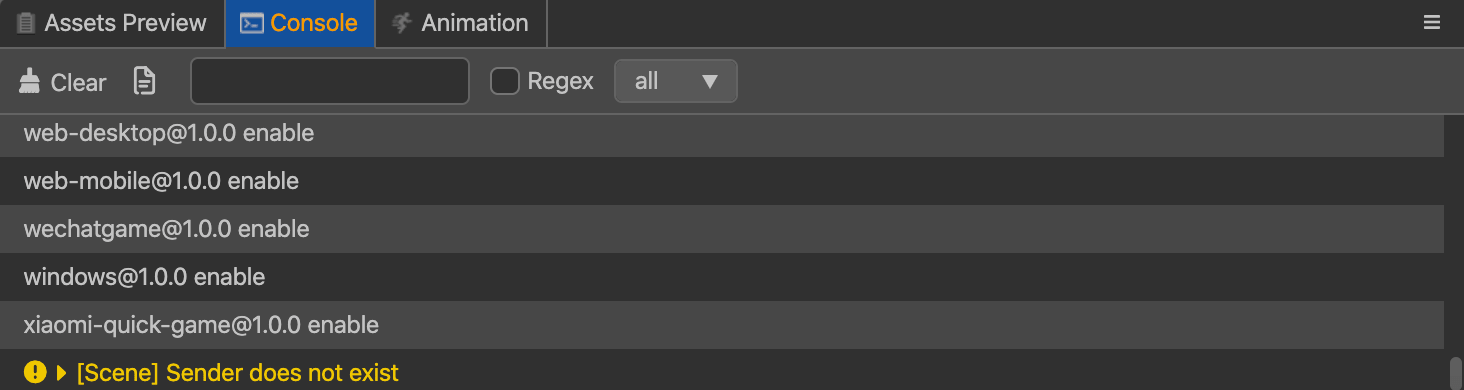 Assets Preview Console Animation
Clear Regex all
web-desktop@1.0.0 enable
web-mobile@1.0.0 enable
wechatgame@1.0.0 enable
windows@1.0.0 enable
xiaomi-quick-game@1.0.0 enable
[Scene] Sender does not exist